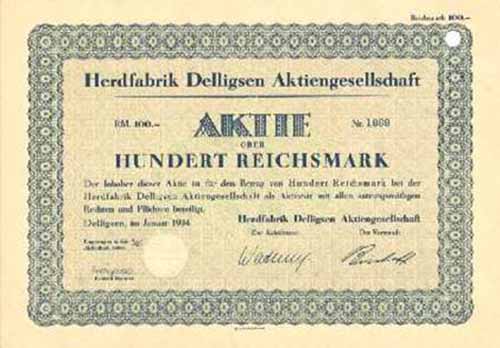 Reichsmark 100.–
Herdfabrik Delligsen Aktiengesellschaft
RM. 100.– AKTIE Nr. 1000
ÜBER
HUNDERT REICHSMARK
Der Inhaber dieser Aktie ist für den Betrag von Hundert Reichsmark bei der
Herdfabrik Delligsen Aktiengesellschaft als Aktionär mit allen satzungsmäßigen
Rechten und Pflichten beteiligt.
Delligsen, im Januar 1934 Herdfabrik Delligsen Aktiengesellschaft
Der Aufsichtsrat: Der Vorstand: